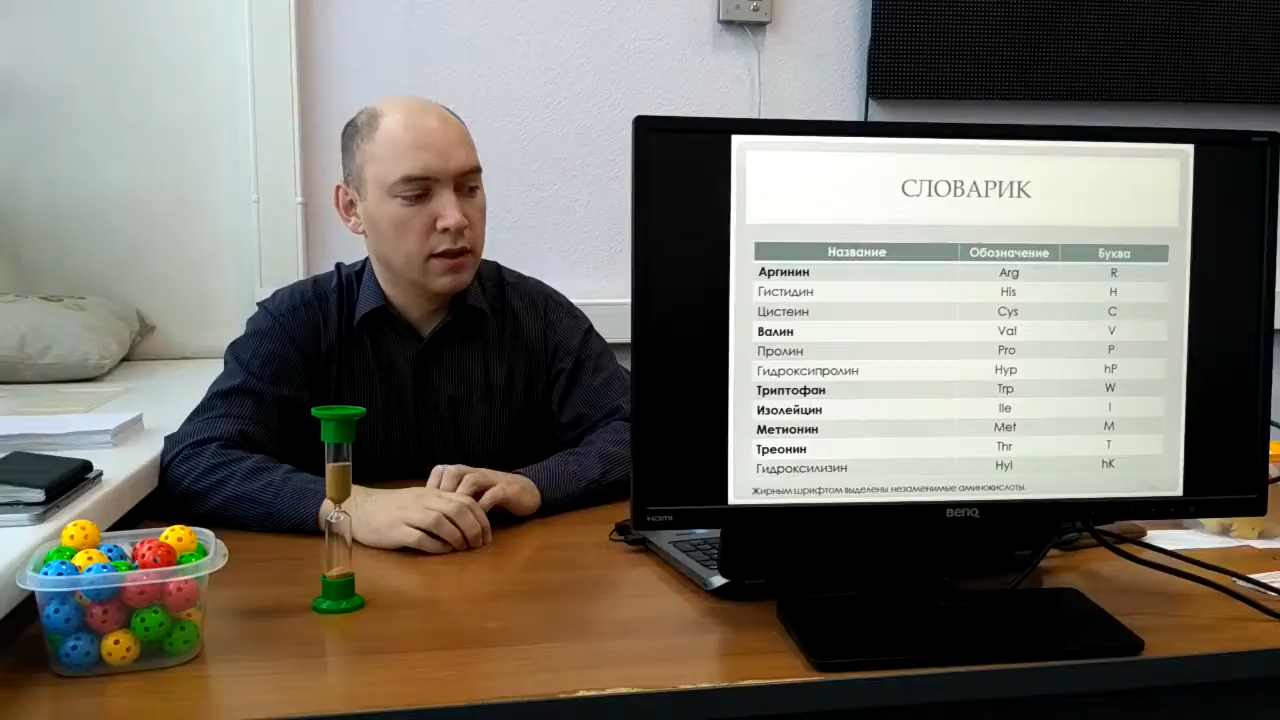 СЛОВАРИК
Название Обозначение Буква
Аргинин Arg R
Гистидин His H
Цистеин Cys C
Валин Val V
Пролин Pro P
Гидроксипролин Hyp hP
Триптофан Trp W
Изолейцин Ile I
Метионин Met M
Треонин Thr T
Гидроксилизин Hyl hK
Жирным шрифтом выделены незаменимые аминокислоты.
HDMI
BenQ